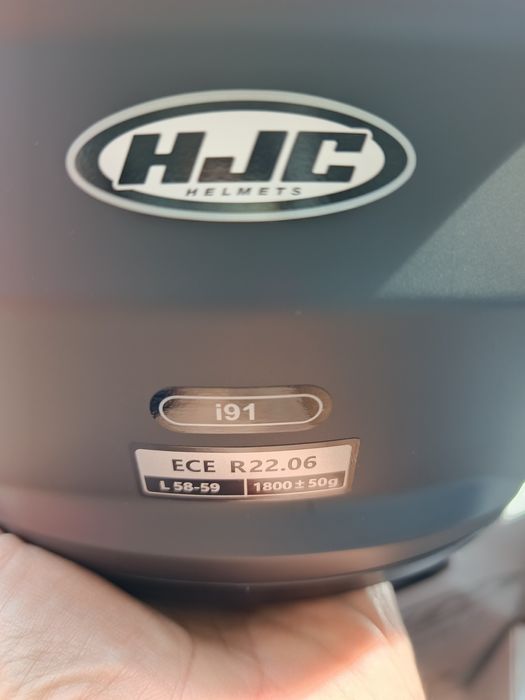 HJC
HELMETS
i91
ECE R22.06
L 58-59 1800±50g